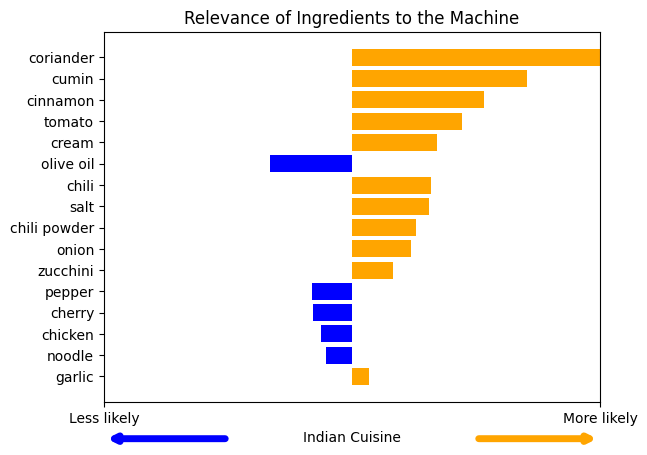 Relevance of Ingredients to the Machine
coriander
cumin
cinnamon
tomato
cream
olive oil
chili
salt
chili powder
onion
zucchini
pepper
cherry
chicken
noodle
garlic
Less likely
More likely
Indian Cuisine